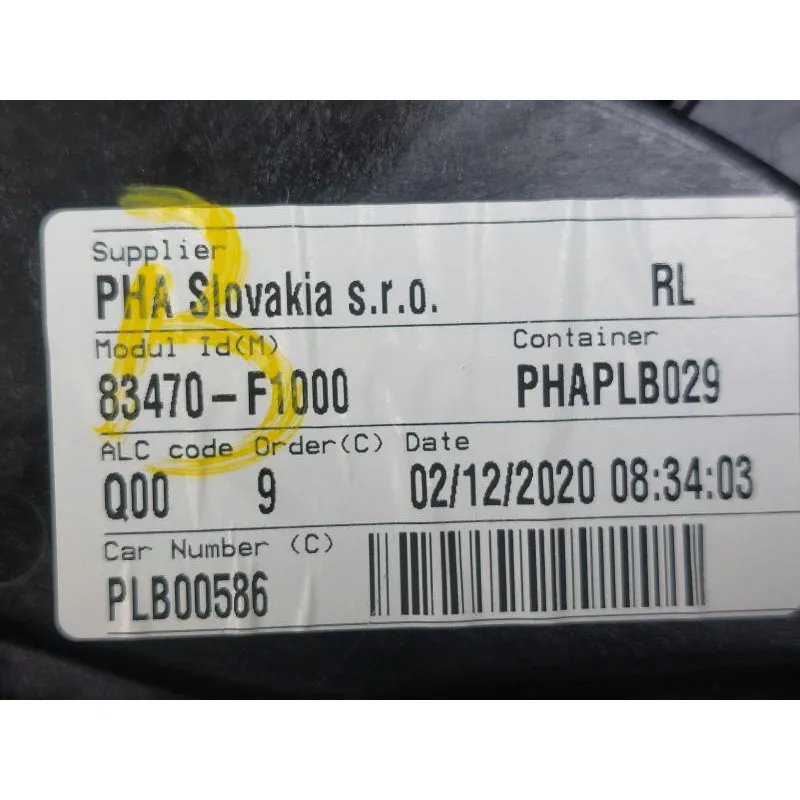 Supplier
PHA Slovakia s.r.o. RL
Modul Id(M) Container
83470-F1000 PHAPLB029
ALC code Order(C) Date
Q00 9 02/12/2020 08:34:03
Car Number (C)
PLB00586